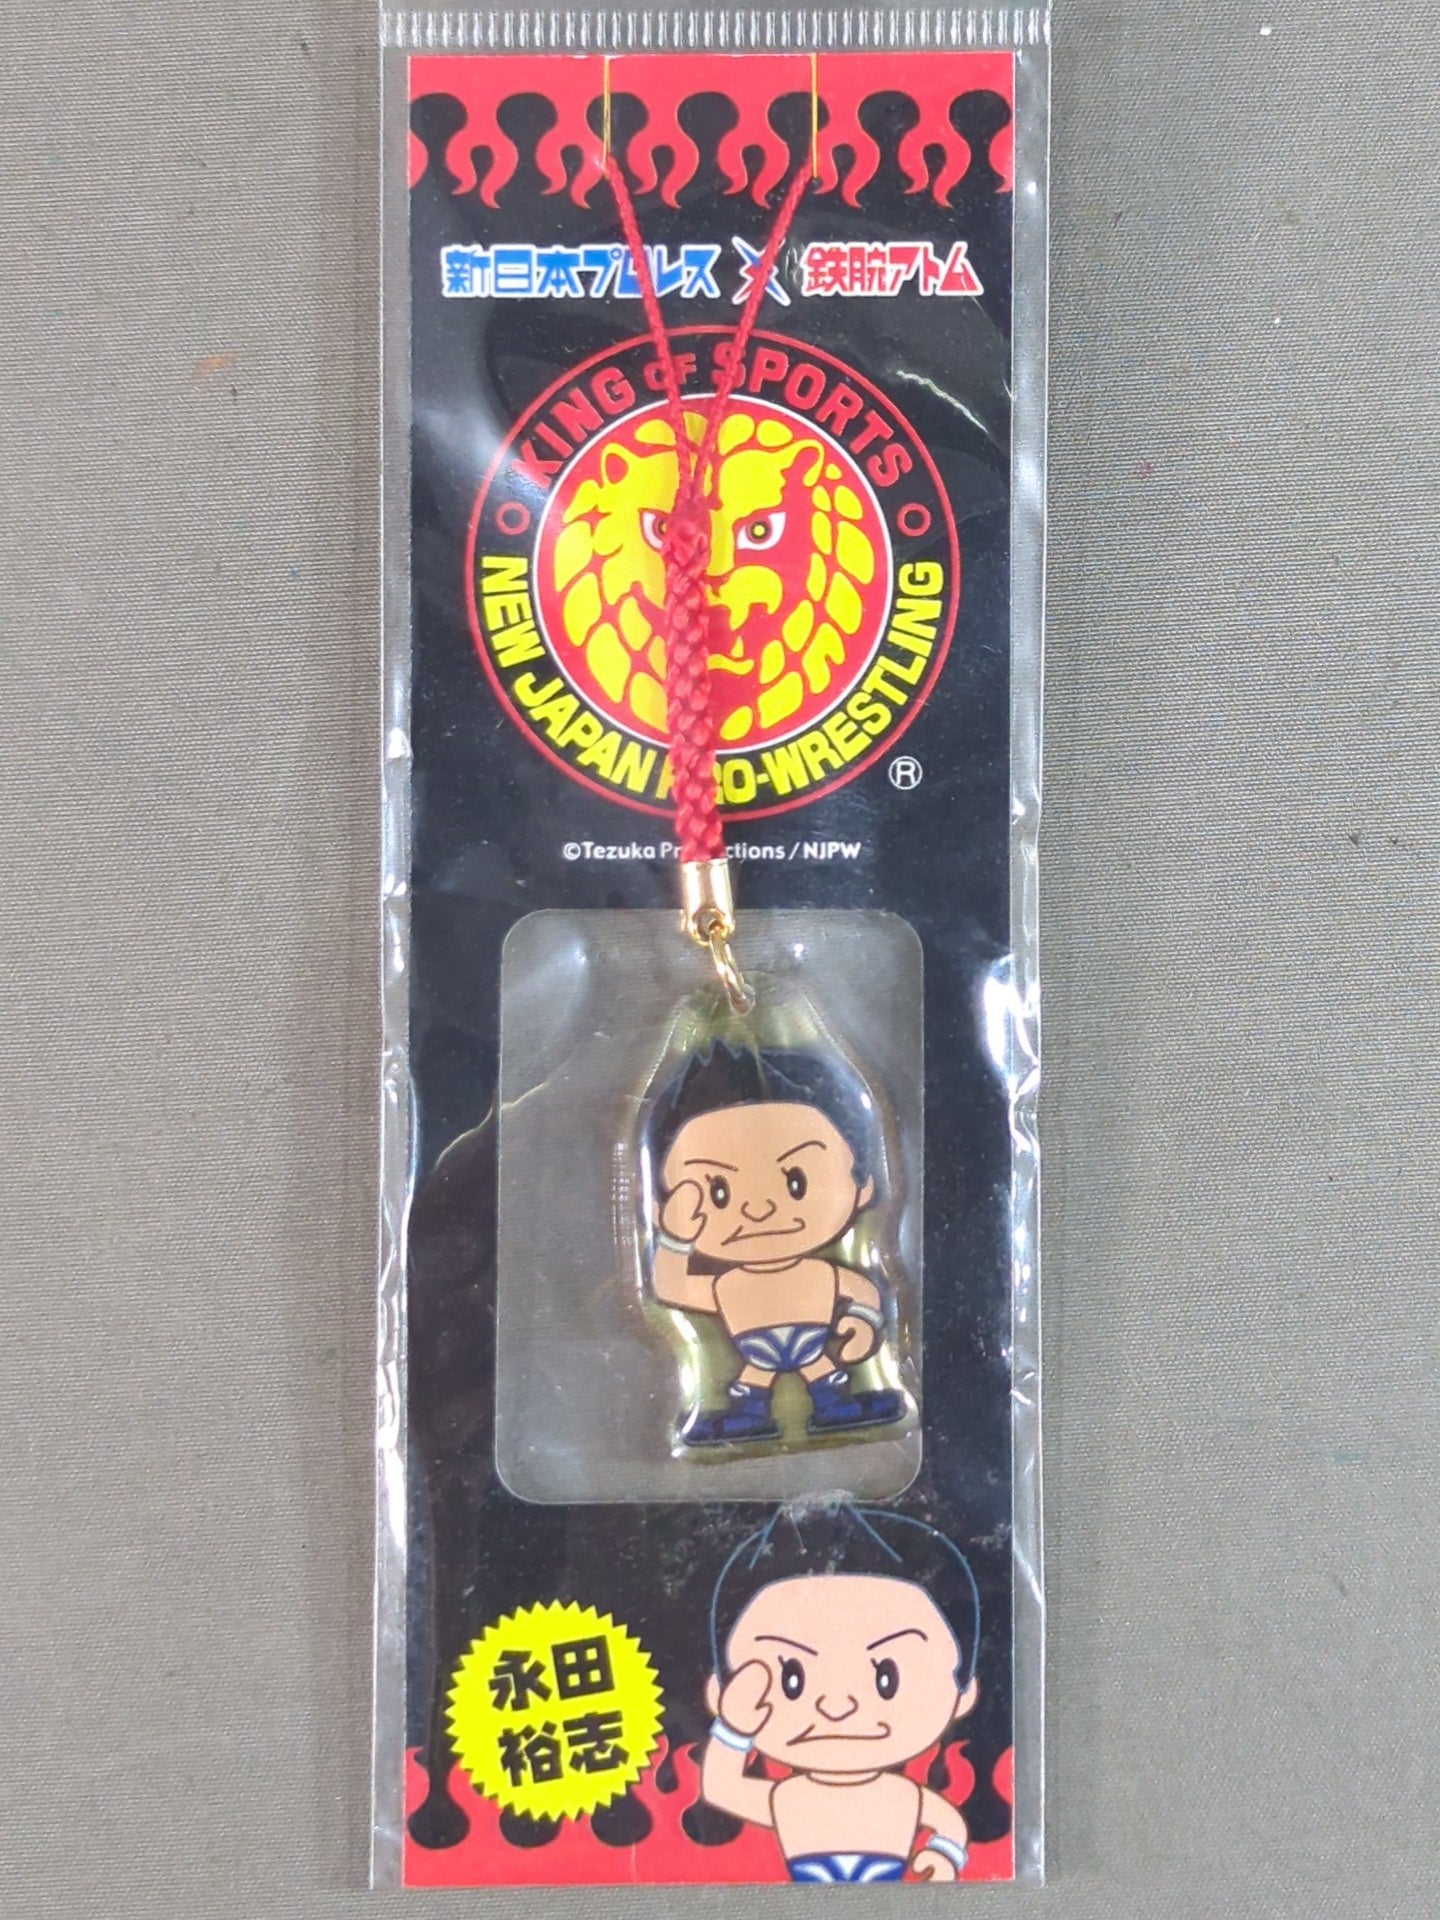 新日本プロレス × 鉄腕アトム
KING OF SPORTS
NEW JAPAN PRO-WRESTLING
®
©Tezuka Productions / NJPW
永田
裕志